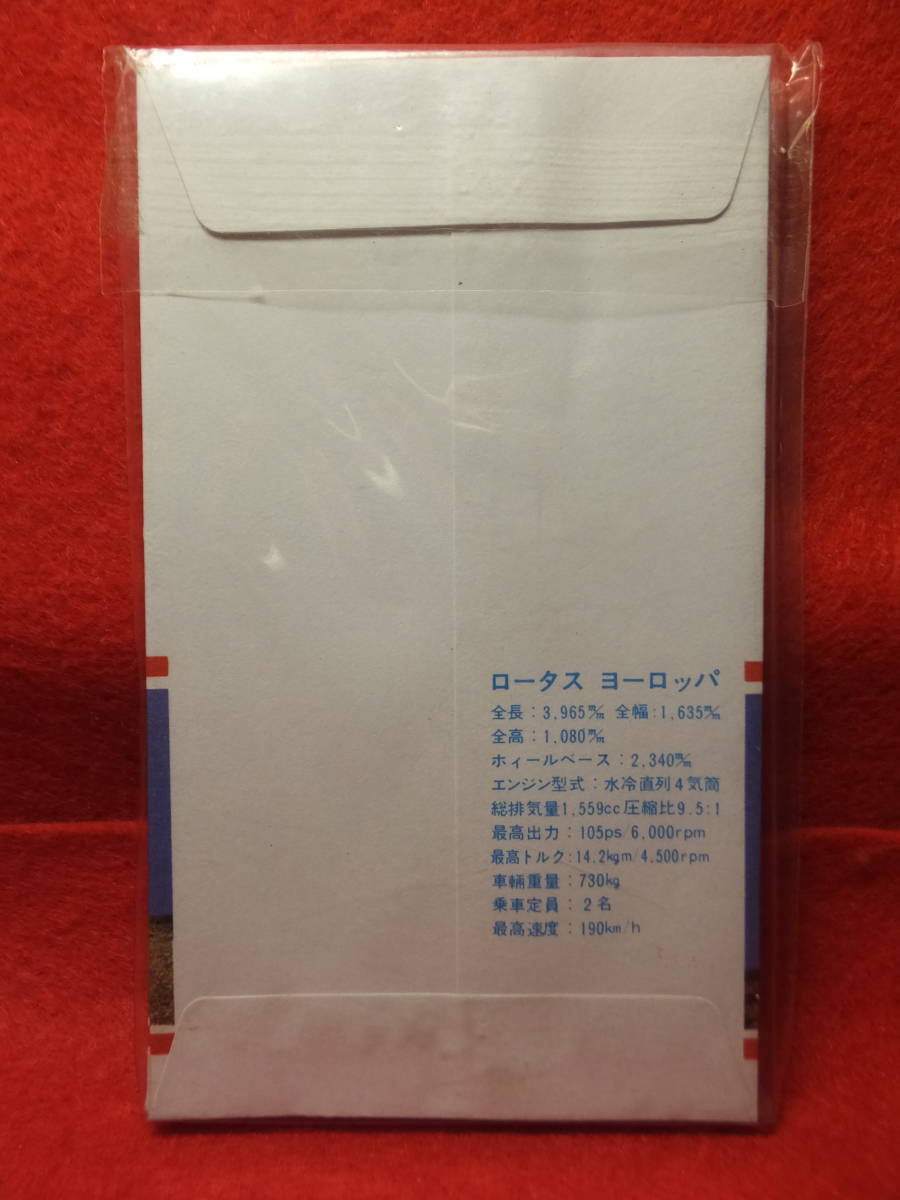 ロータス ヨーロッパ
全長:3,965㎜ 全幅:1,635㎜
全高:1,080㎜
ホィールベース:2,340㎜
エンジン型式:水冷直列4気筒
総排気量1,559cc圧縮比9.5:1
最高出力:105ps/6,000rpm
最高トルク:14.2kgm/4,500rpm
車輛重量:730kg
乗車定員:2名
最高速度:190km/h